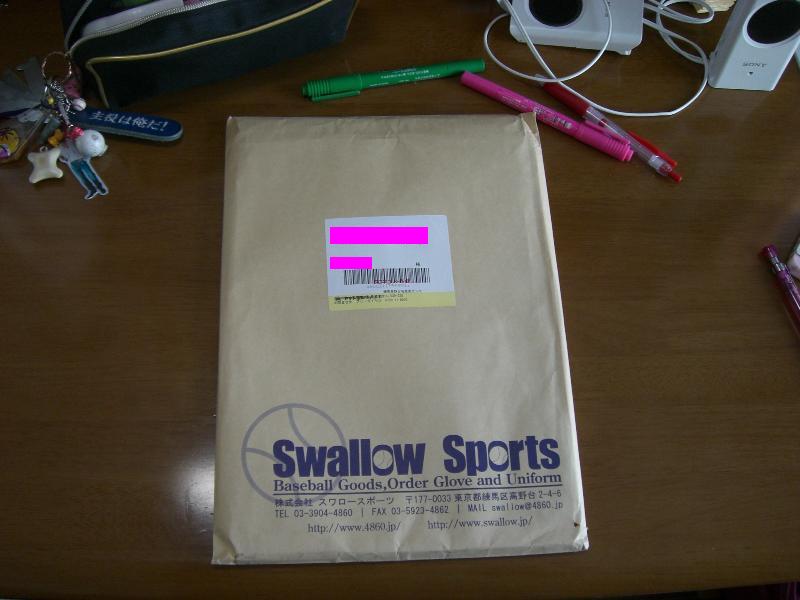 SONY
主役は俺だ!
様
Swallow Sports
Baseball Goods,Order Glove and Uniform
株式会社 スワロースポーツ 〒177-0033 東京都練馬区高野台 2-4-6
TEL 03-3904-4860 | FAX 03-5923-4862 | MAIL swallow@4860.jp
http://www.4860.jp/ http://www.swallow.jp/